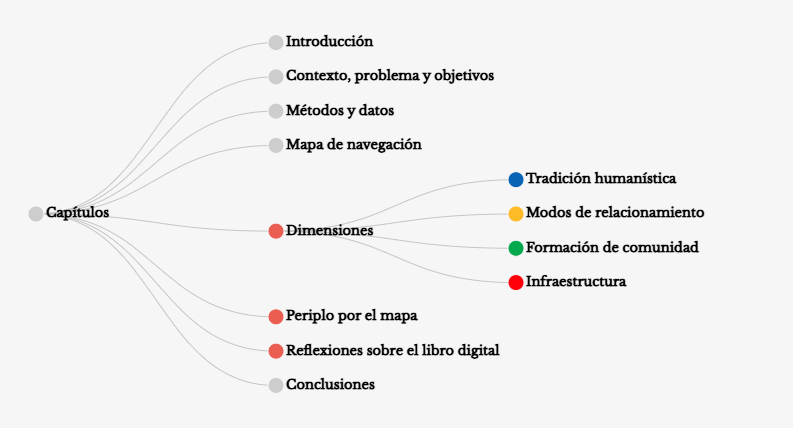 Introducción
Contexto, problema y objetivos
Métodos y datos
Mapa de navegación
Tradición humanística
Capítulos
Modos de relacionamiento
Dimensiones
Formación de comunidad
Infraestructura
Periplo por el mapa
Reflexiones sobre el libro digital
Conclusiones